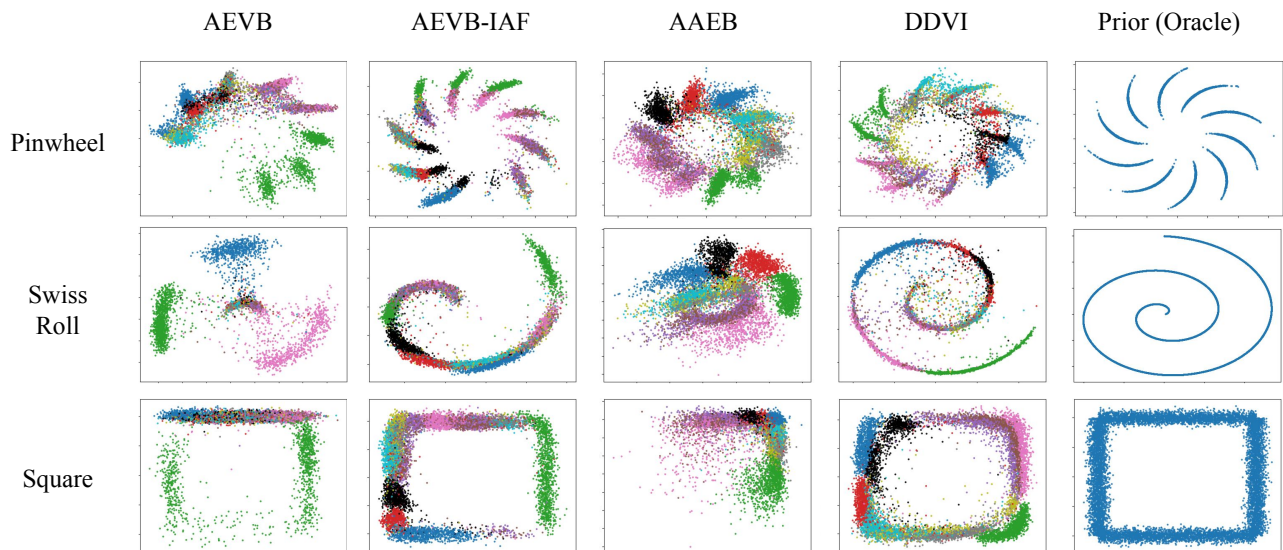 AEVB AEVB-IAF AAEB DDVI Prior (Oracle)
Pinwheel
Swiss
Roll
Square